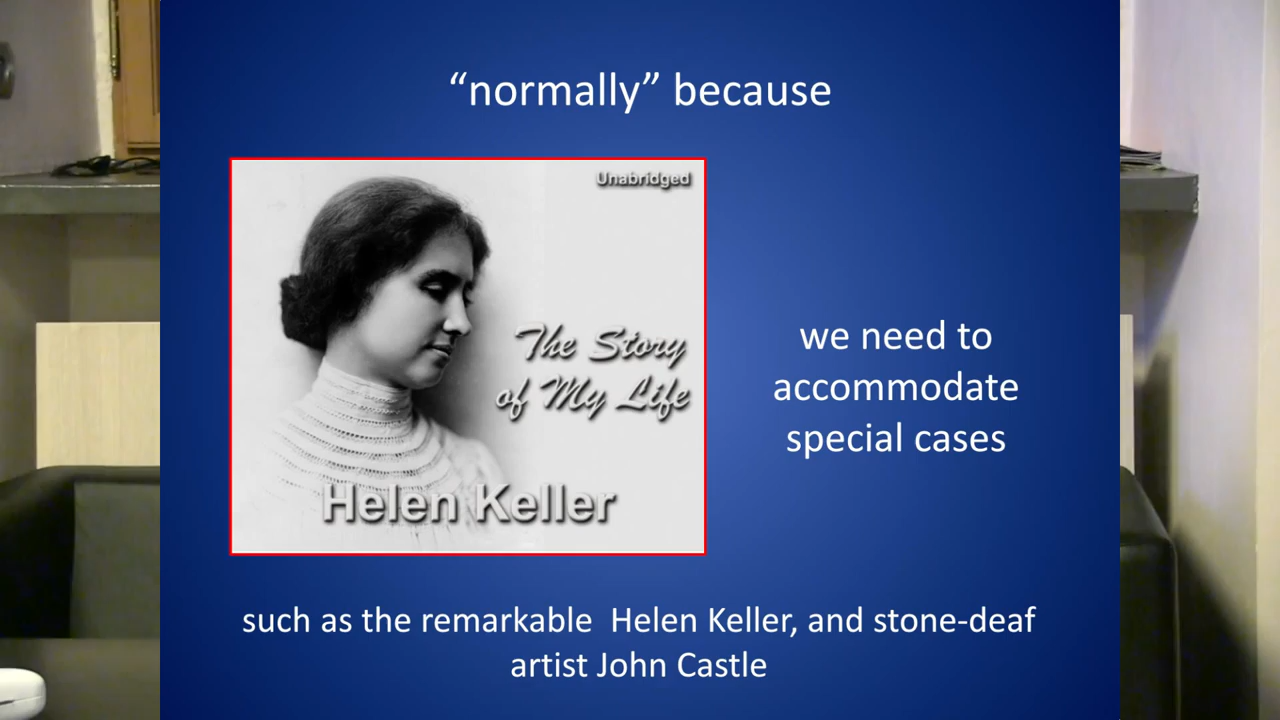 “normally” because
Unabridged
The Story
of My Life
Helen Keller
we need to
accommodate
special cases
such as the remarkable  Helen Keller, and stone-deaf
artist John Castle